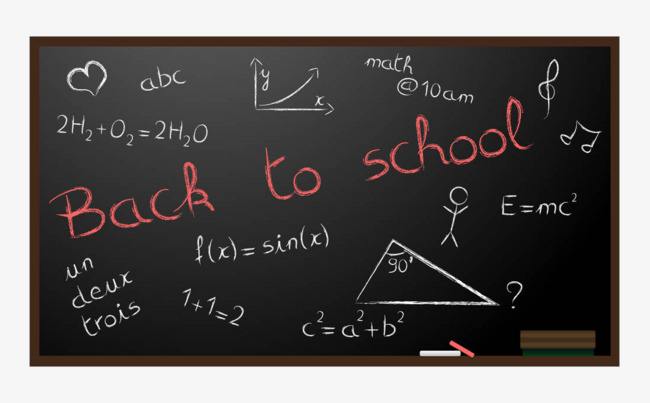 abc
y
x
math
@10am
2H₂+O₂=2H₂O
Back to school
E=mc²
f(x)=sin(x)
90°
un
deux
trois
1+1=2
c²=a²+b²
?